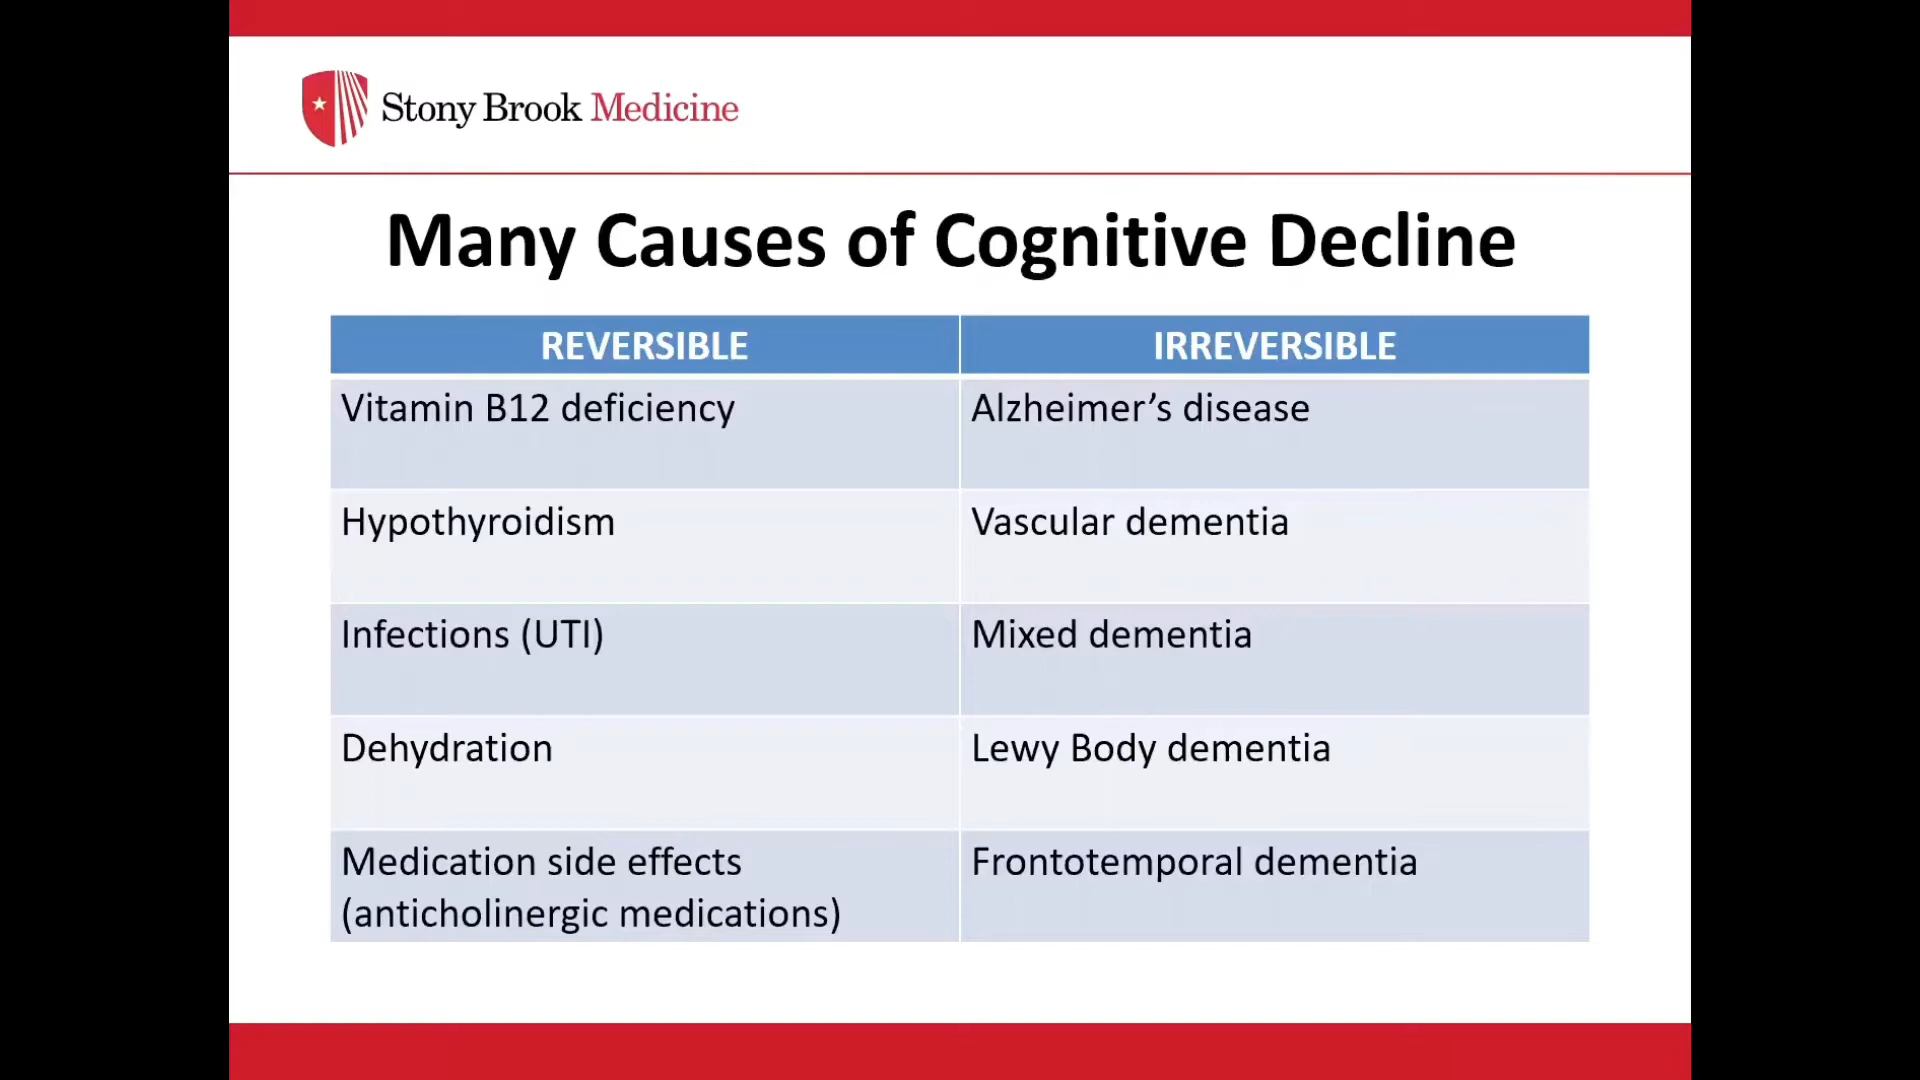 Stony Brook Medicine
Many Causes of Cognitive Decline
REVERSIBLE
IRREVERSIBLE
Vitamin B12 deficiency
Alzheimer’s disease
Hypothyroidism
Vascular dementia
Infections (UTI)
Mixed dementia
Dehydration
Lewy Body dementia
Medication side effects
(anticholinergic medications)
Frontotemporal dementia